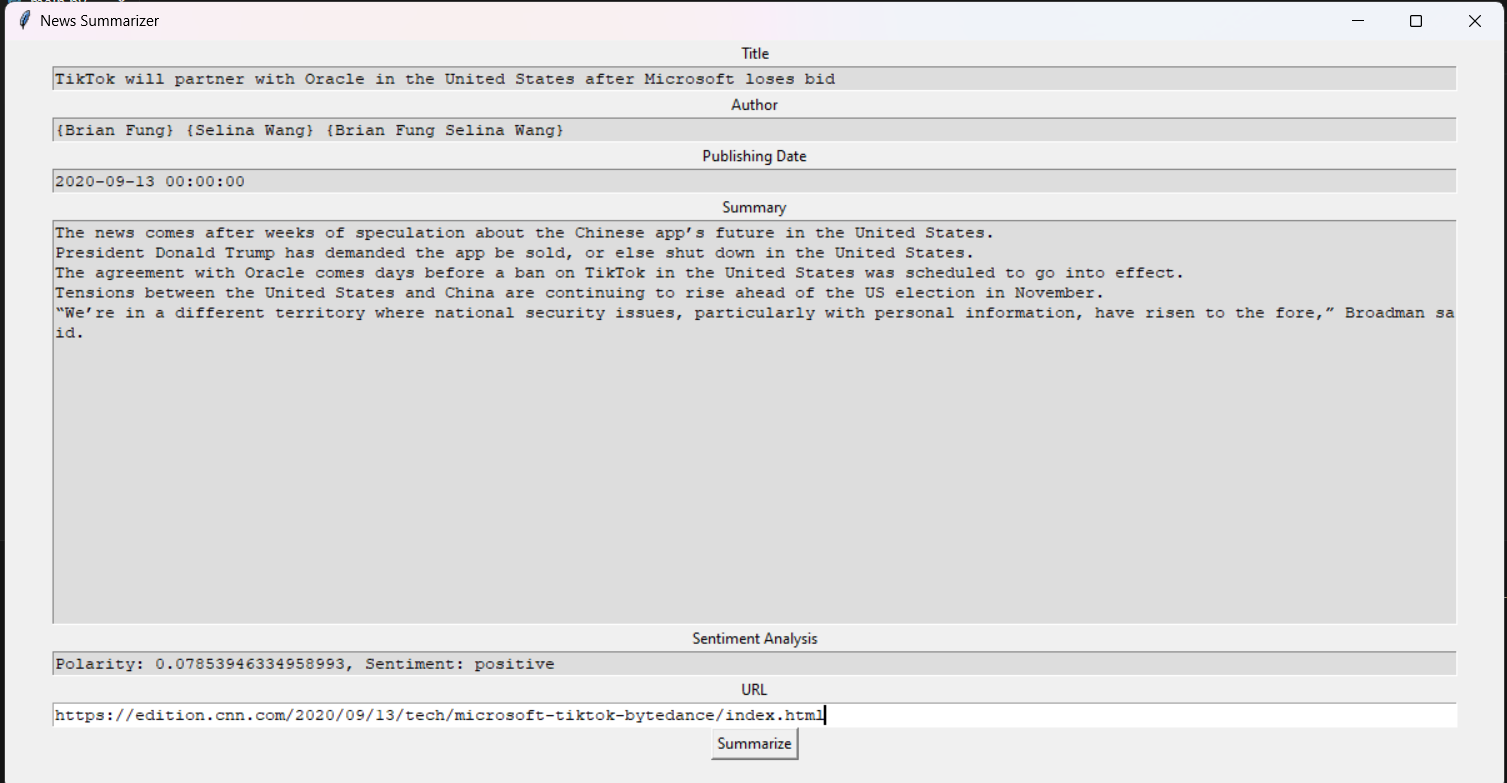 News Summarizer
Title
TikTok will partner with Oracle in the United States after Microsoft loses bid
Author
{Brian Fung} {Selina Wang} {Brian Fung Selina Wang}
Publishing Date
2020-09-13 00:00:00
Summary
The news comes after weeks of speculation about the Chinese app’s future in the United States.
President Donald Trump has demanded the app be sold, or else shut down in the United States.
The agreement with Oracle comes days before a ban on TikTok in the United States was scheduled to go into effect.
Tensions between the United States and China are continuing to rise ahead of the US election in November.
“We’re in a different territory where national security issues, particularly with personal information, have risen to the fore,” Broadman sa
id.
Sentiment Analysis
Polarity: 0.07853946334958993, Sentiment: positive
URL
https://edition.cnn.com/2020/09/13/tech/microsoft-tiktok-bytedance/index.html
Summarize